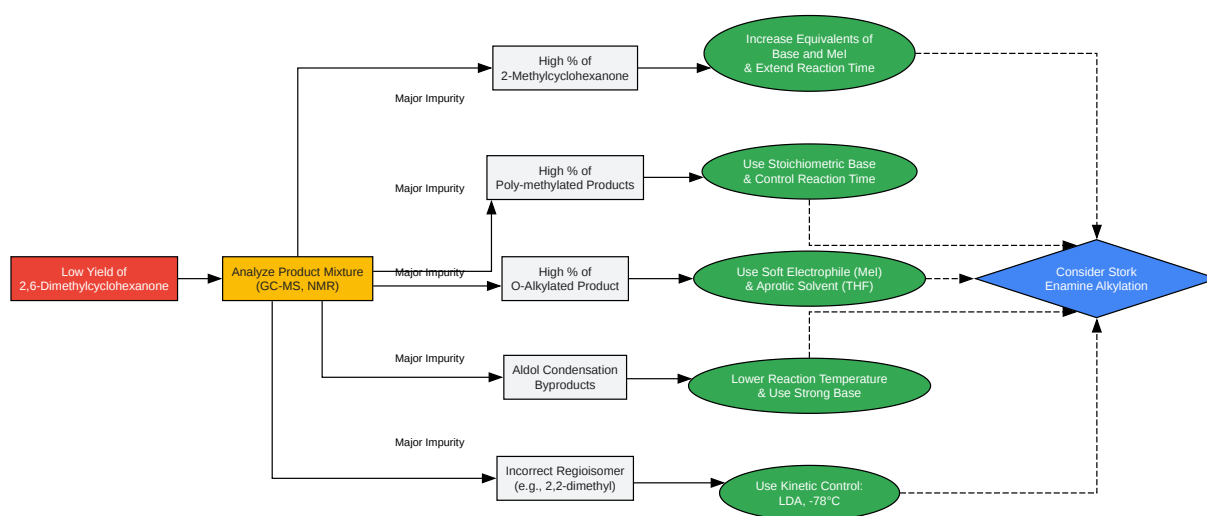 Increase Equivalents of
Base and MeI
& Extend Reaction Time
High % of
2-Methylcyclohexanone
Major Impurity
High % of
Poly-methylated Products
Use Stoichiometric Base
& Control Reaction Time
Major Impurity
Low Yield of
2,6-Dimethylcyclohexanone
Analyze Product Mixture
(GC-MS, NMR)
Major Impurity
High % of
O-Alkylated Product
Use Soft Electrophile (MeI)
& Aprotic Solvent (THF)
Consider Stork
Enamine Alkylation
Major Impurity
Aldol Condensation
Byproducts
Lower Reaction Temperature
& Use Strong Base
Major Impurity
Incorrect Regioisomer
(e.g., 2,2-dimethyl)
Use Kinetic Control:
LDA, -78°C